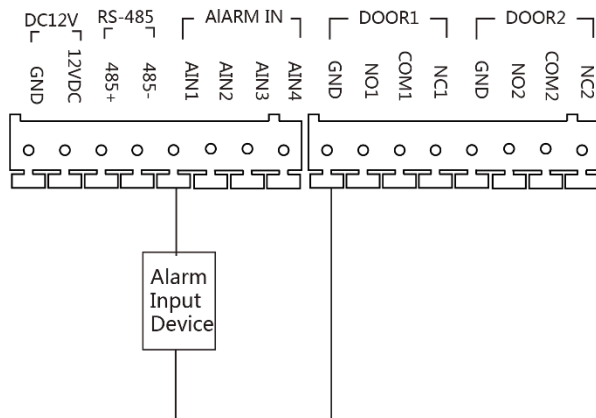 DC12V RS-485 AlARM IN DOOR1 DOOR2
GND 12VDC 485+ 485- AIN1 AIN2 AIN3 AIN4 GND NO1 COM1 NC1 GND NO2 COM2 NC2
Alarm
Input
Device